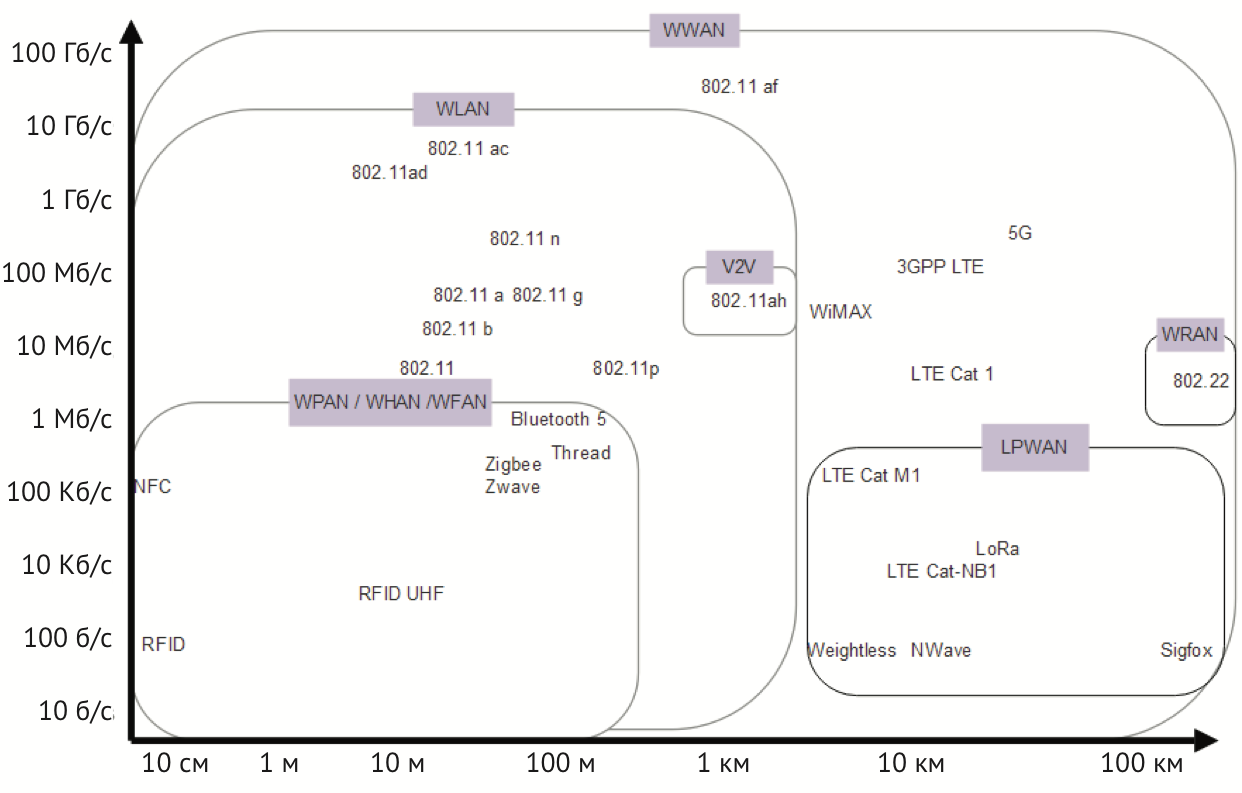 WWAN
100 Гб/с
802.11 af
WLAN
10 Гб/с
802.11 ac
802.11ad
1 Гб/с
5G
802.11 n
V2V
3GPP LTE
100 Мб/с
802.11 a 802.11 g
802.11ah
WiMAX
802.11 b
WRAN
10 Мб/с
802.11
802.11p
LTE Cat 1
802.22
WPAN / WHAN /WFAN
1 Мб/с
Bluetooth 5
LPWAN
Thread
Zigbee
LTE Cat M1
100 Кб/с
NFC
Zwave
LoRa
10 Кб/с
LTE Cat-NB1
RFID UHF
100 б/с
RFID
Weightless NWave
Sigfox
10 б/с
10 см 1 м 10 м 100 м 1 км 10 км 100 км